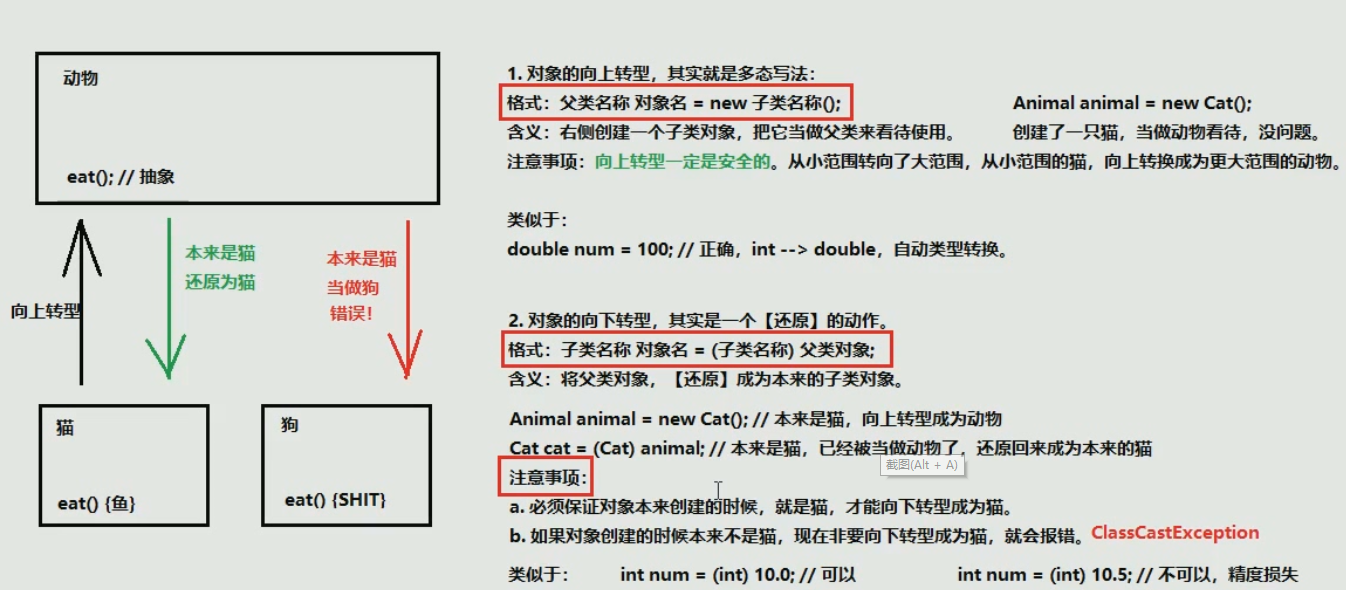 动物
eat(); // 抽象
向上转型
本来是猫
还原为猫
本来是猫
当做狗
错误！
猫
eat() {鱼}
狗
eat() {SHIT}
1. 对象的向上转型，其实就是多态写法：
格式：父类名称 对象名 = new 子类名称();
Animal animal = new Cat();
含义：右侧创建一个子类对象，把它当做父类来看待使用。
创建了一只猫，当做动物看待，没问题。
注意事项：向上转型一定是安全的。从小范围转向了大范围，从小范围的猫，向上转换成为更大范围的动物。
类似于：
double num = 100; // 正确，int --> double，自动类型转换。
2. 对象的向下转型，其实是一个【还原】的动作。
格式：子类名称 对象名 = (子类名称) 父类对象;
含义：将父类对象，【还原】成为本来的子类对象。
Animal animal = new Cat(); // 本来是猫，向上转型成为动物
Cat cat = (Cat) animal; // 本来是猫，已经被当做动物了，还原回来成为本来的猫
截图(Alt + A)
注意事项：
a. 必须保证对象本来创建的时候，就是猫，才能向下转型成为猫。
b. 如果对象创建的时候本来不是猫，现在非要向下转型成为猫，就会报错。ClassCastException
类似于：
int num = (int) 10.0; // 可以
int num = (int) 10.5; // 不可以，精度损失